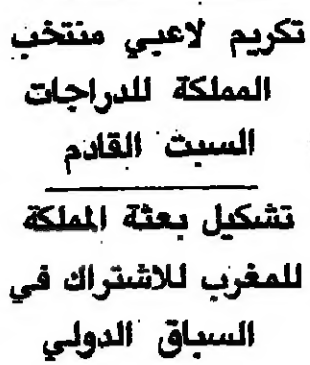 تكريم لاعبي منتخب
المملكة للدراجات
السبت القادم
تشكيل بعثة المملكة
للمغرب للاشتراك في
السباق الدولي